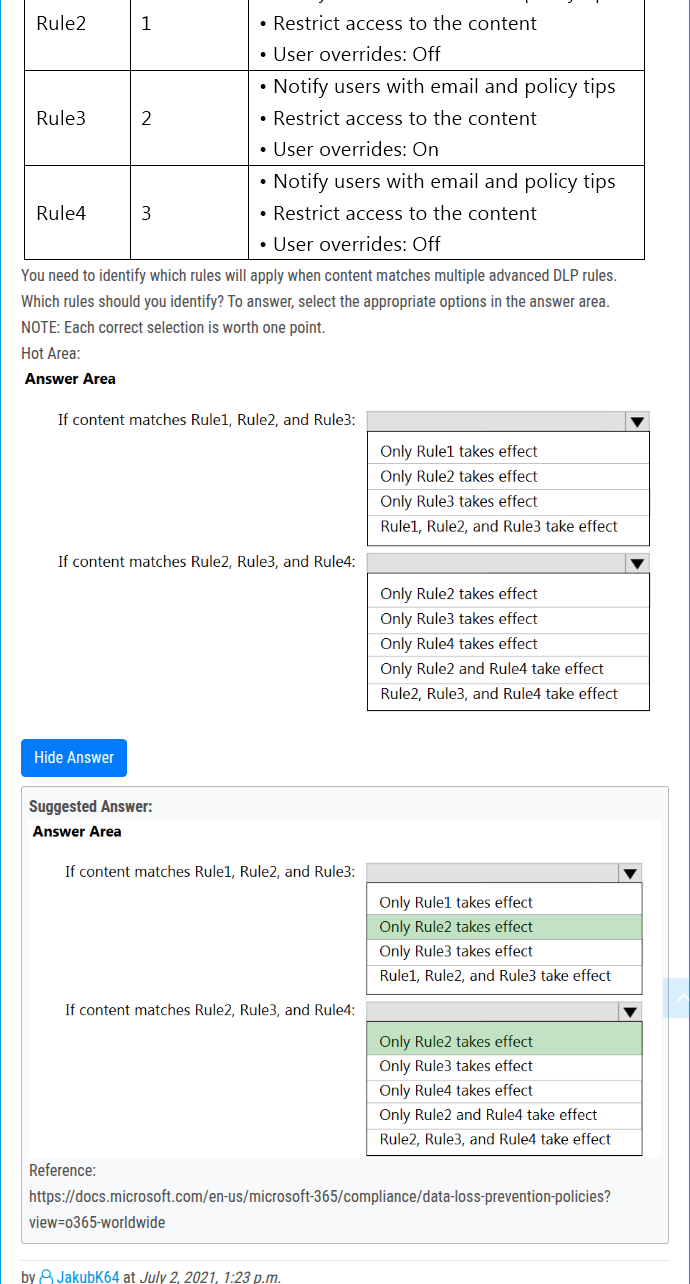 Rule2 1 • Restrict access to the content
• User overrides: Off
• Notify users with email and policy tips
Rule3 2 • Restrict access to the content
• User overrides: On
• Notify users with email and policy tips
Rule4 3 • Restrict access to the content
• User overrides: Off
You need to identify which rules will apply when content matches multiple advanced DLP rules.
Which rules should you identify? To answer, select the appropriate options in the answer area.
NOTE: Each correct selection is worth one point.
Hot Area:
Answer Area
If content matches Rule1, Rule2, and Rule3:
Only Rule1 takes effect
Only Rule2 takes effect
Only Rule3 takes effect
Rule1, Rule2, and Rule3 take effect
If content matches Rule2, Rule3, and Rule4:
Only Rule2 takes effect
Only Rule3 takes effect
Only Rule4 takes effect
Only Rule2 and Rule4 take effect
Rule2, Rule3, and Rule4 take effect
Hide Answer
Suggested Answer:
Answer Area
If content matches Rule1, Rule2, and Rule3:
Only Rule1 takes effect
Only Rule2 takes effect
Only Rule3 takes effect
Rule1, Rule2, and Rule3 take effect
If content matches Rule2, Rule3, and Rule4:
Only Rule2 takes effect
Only Rule3 takes effect
Only Rule4 takes effect
Only Rule2 and Rule4 take effect
Rule2, Rule3, and Rule4 take effect
Reference:
https://docs.microsoft.com/en-us/microsoft-365/compliance/data-loss-prevention-policies?
view=o365-worldwide
by JakubK64 at July 2, 2021, 1:23 p.m.